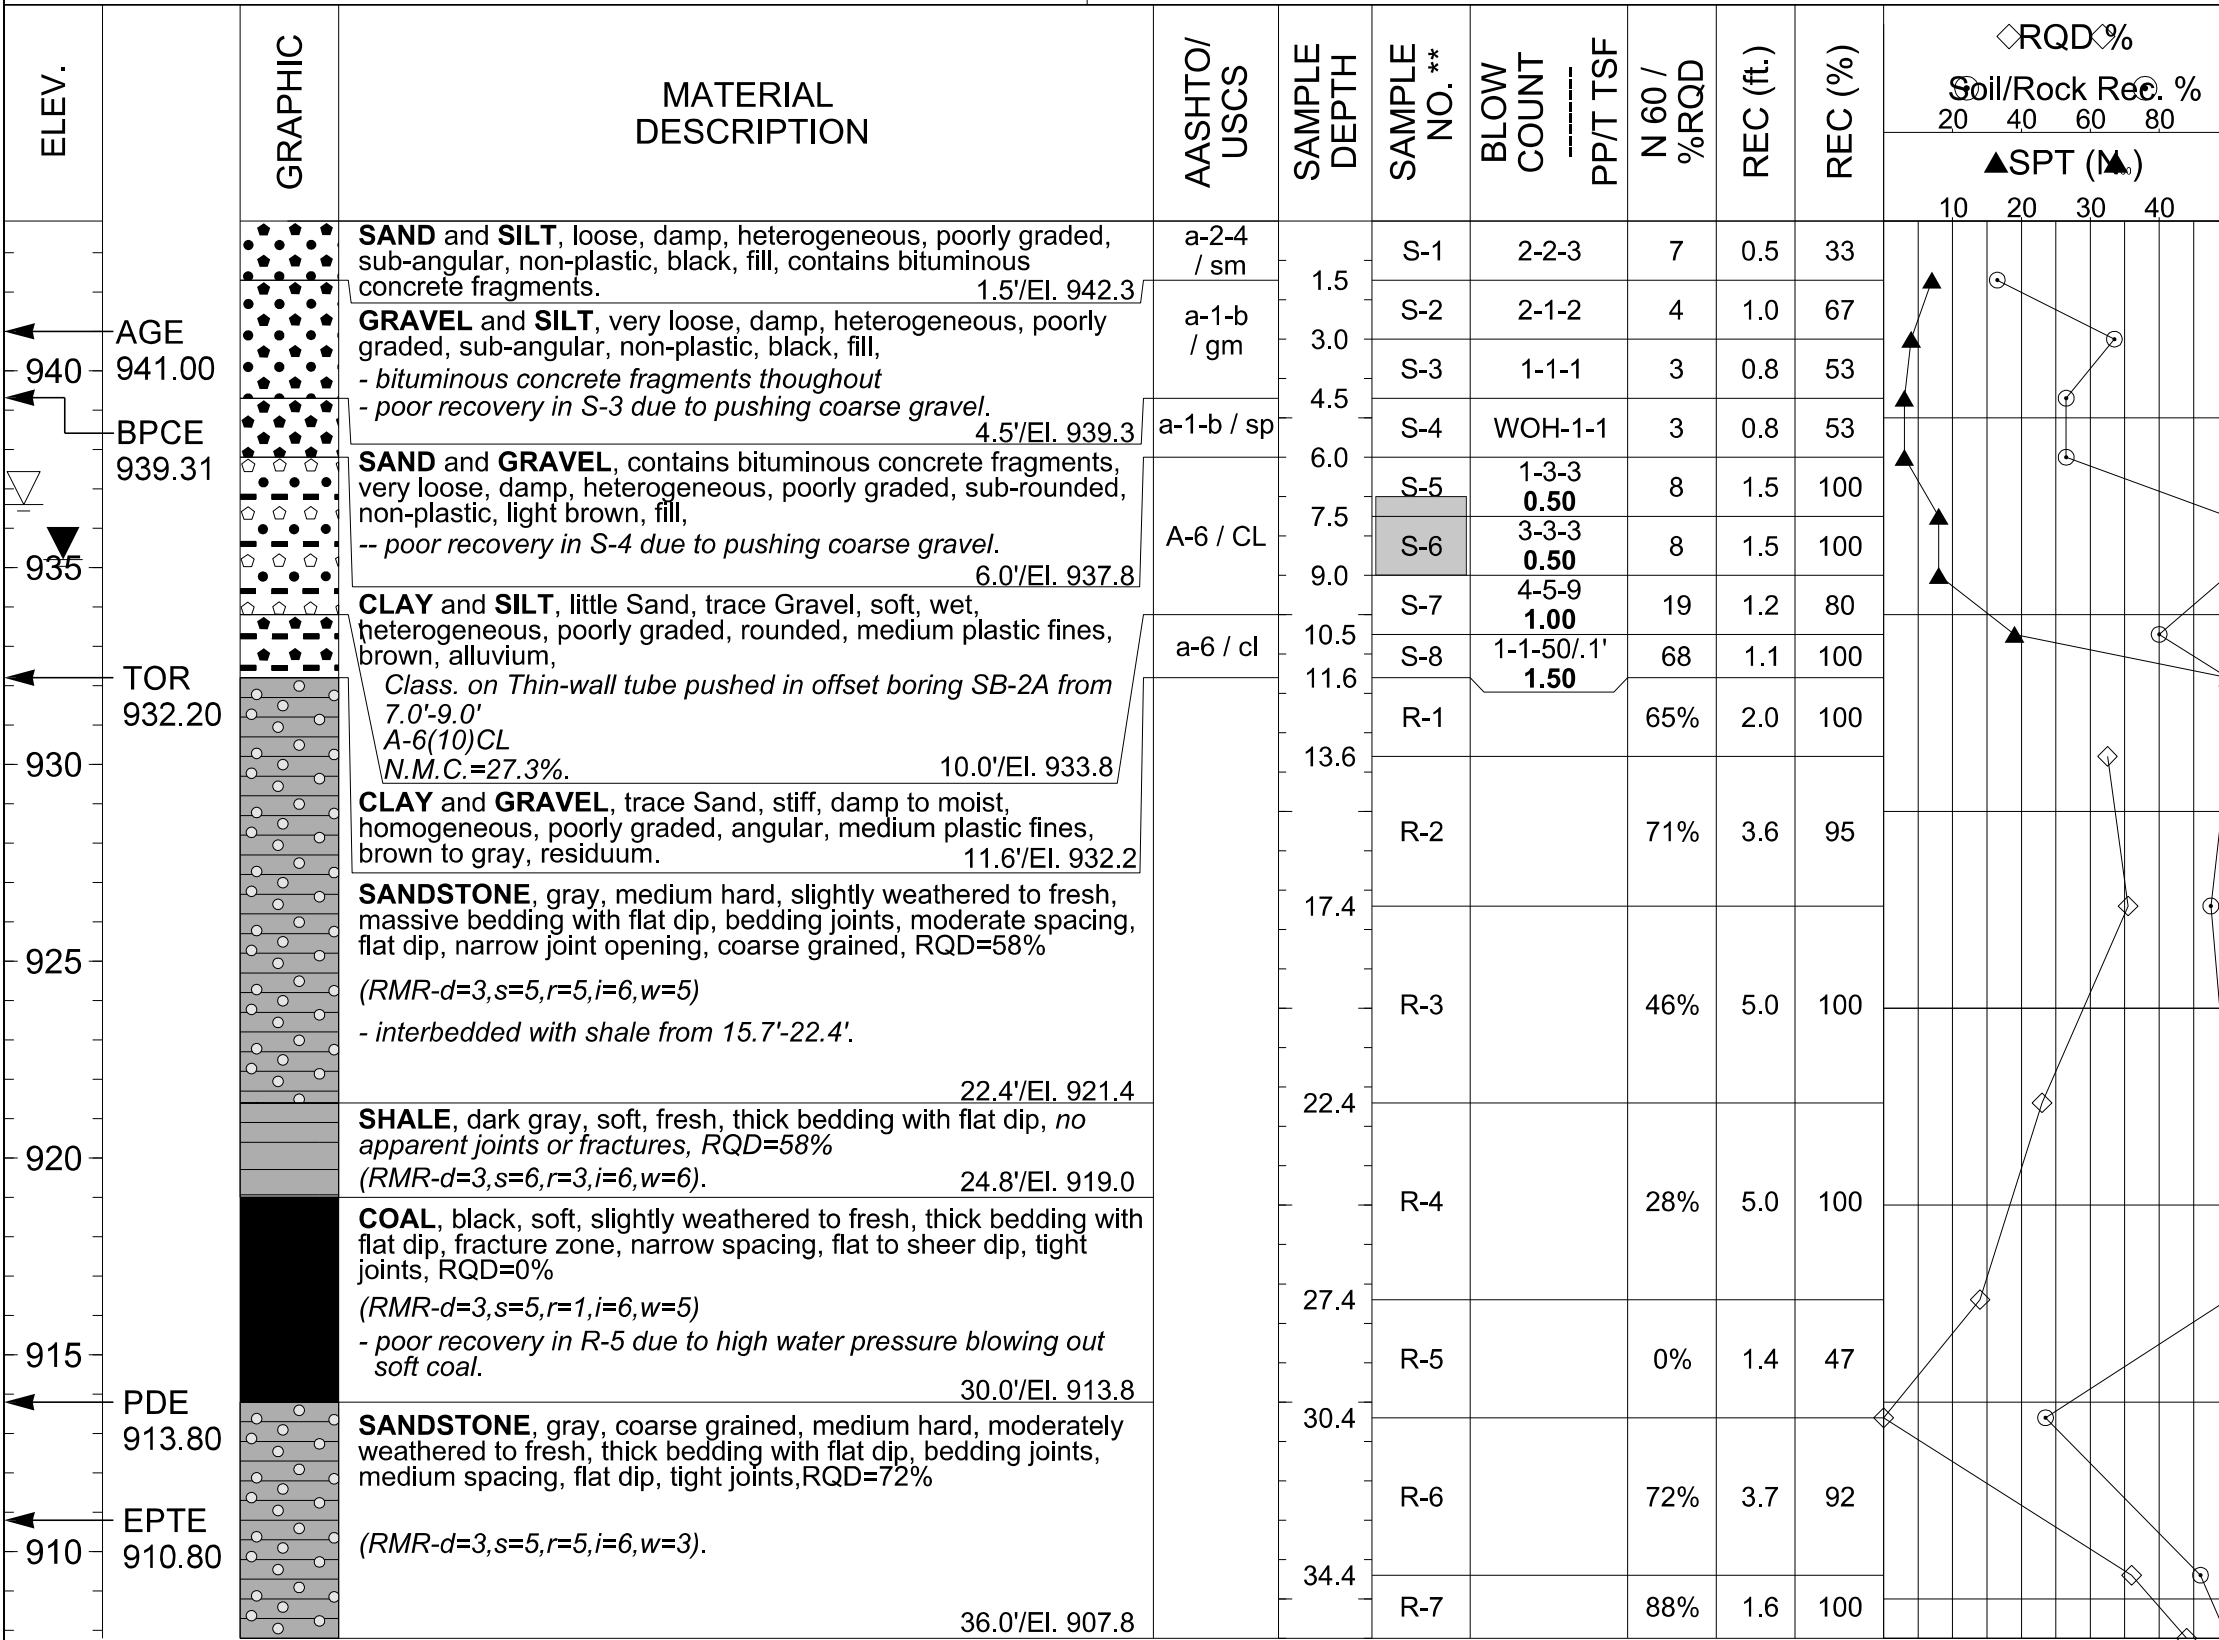 ELEV.
GRAPHIC
MATERIAL
DESCRIPTION
AASHTO/
USCS
SAMPLE
DEPTH
SAMPLE
NO. **
BLOW
COUNT
---------
PP/T TSF
N 60 /
%RQD
REC (ft.)
REC (%)
RQD %
Soil/Rock Rec. %
20 40 60 80
SPT (N₆₀)
10 20 30 40
SAND and SILT, loose, damp, heterogeneous, poorly graded,
sub-angular, non-plastic, black, fill, contains bituminous
concrete fragments.
1.5'/El. 942.3
a-2-4
/ sm
GRAVEL and SILT, very loose, damp, heterogeneous, poorly
graded, sub-angular, non-plastic, black, fill,
- bituminous concrete fragments thoughout
- poor recovery in S-3 due to pushing coarse gravel.
4.5'/El. 939.3
a-1-b
/ gm
SAND and GRAVEL, contains bituminous concrete fragments,
very loose, damp, heterogeneous, poorly graded, sub-rounded,
non-plastic, light brown, fill,
-- poor recovery in S-4 due to pushing coarse gravel.
6.0'/El. 937.8
a-1-b / sp
CLAY and SILT, little Sand, trace Gravel, soft, wet,
heterogeneous, poorly graded, rounded, medium plastic fines,
brown, alluvium,
Class. on Thin-wall tube pushed in offset boring SB-2A from
7.0'-9.0'
A-6(10)CL
N.M.C.=27.3%.
10.0'/El. 933.8
A-6 / CL
CLAY and GRAVEL, trace Sand, stiff, damp to moist,
homogeneous, poorly graded, angular, medium plastic fines,
brown to gray, residuum.
11.6'/El. 932.2
a-6 / cl
SANDSTONE, gray, medium hard, slightly weathered to fresh,
massive bedding with flat dip, bedding joints, moderate spacing,
flat dip, narrow joint opening, coarse grained, RQD=58%
(RMR-d=3,s=5,r=5,i=6,w=5)
- interbedded with shale from 15.7'-22.4'.
22.4'/El. 921.4
SHALE, dark gray, soft, fresh, thick bedding with flat dip, no
apparent joints or fractures, RQD=58%
(RMR-d=3,s=6,r=3,i=6,w=6).
24.8'/El. 919.0
COAL, black, soft, slightly weathered to fresh, thick bedding with
flat dip, fracture zone, narrow spacing, flat to sheer dip, tight
joints, RQD=0%
(RMR-d=3,s=5,r=1,i=6,w=5)
- poor recovery in R-5 due to high water pressure blowing out
soft coal.
30.0'/El. 913.8
SANDSTONE, gray, coarse grained, medium hard, moderately
weathered to fresh, thick bedding with flat dip, bedding joints,
medium spacing, flat dip, tight joints,RQD=72%
(RMR-d=3,s=5,r=5,i=6,w=3).
36.0'/El. 907.8
AGE
941.00
940
BPCE
939.31
935
TOR
932.20
930
925
920
915
PDE
913.80
EPTE
910.80
910
S-1 2-2-3 7 0.5 33
1.5
S-2 2-1-2 4 1.0 67
3.0
S-3 1-1-1 3 0.8 53
4.5
S-4 WOH-1-1 3 0.8 53
6.0
S-5 1-3-3 0.50 8 1.5 100
7.5
S-6 3-3-3 0.50 8 1.5 100
9.0
S-7 4-5-9 1.00 19 1.2 80
10.5
S-8 1-1-50/.1' 1.50 68 1.1 100
11.6
R-1 65% 2.0 100
13.6
R-2 71% 3.6 95
17.4
R-3 46% 5.0 100
22.4
R-4 28% 5.0 100
27.4
R-5 0% 1.4 47
30.4
R-6 72% 3.7 92
34.4
R-7 88% 1.6 100